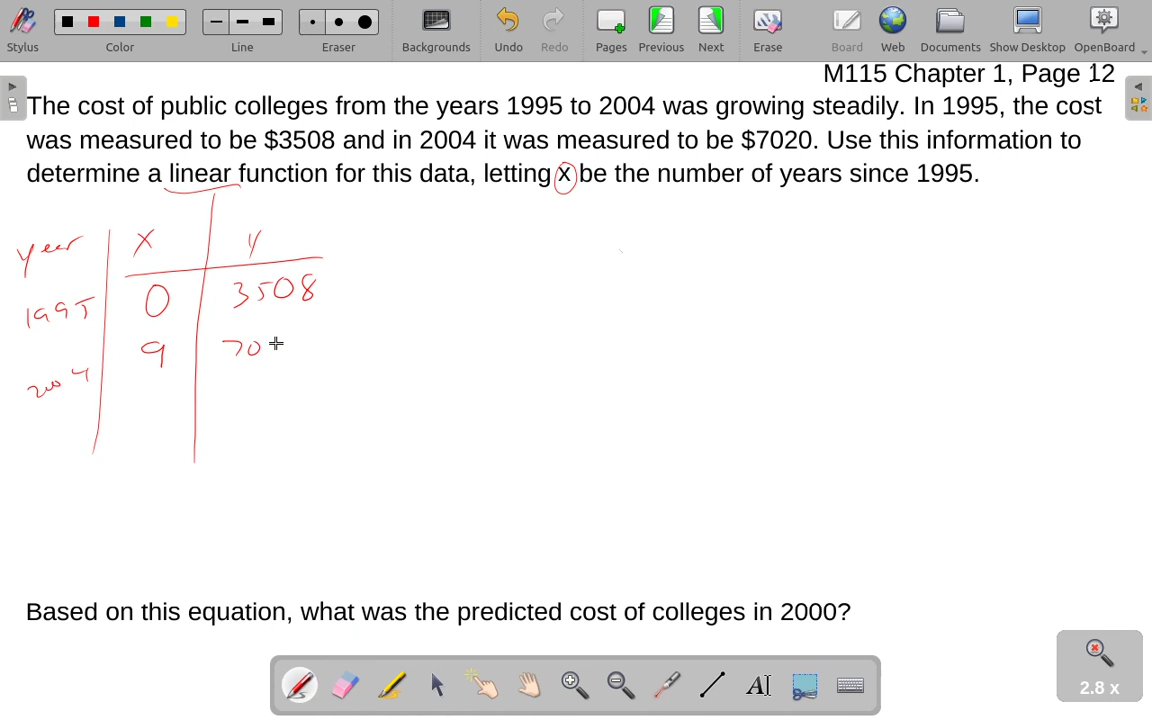 Stylus Color Line Eraser Backgrounds Undo Redo Pages Previous Next Erase Board Web Documents Show Desktop OpenBoard
M115 Chapter 1, Page 12
The cost of public colleges from the years 1995 to 2004 was growing steadily. In 1995, the cost
was measured to be $3508 and in 2004 it was measured to be $7020. Use this information to
determine a linear function for this data, letting x be the number of years since 1995.
year X Y
1995 0 3508
2004 9 70
Based on this equation, what was the predicted cost of colleges in 2000?
2.8 x